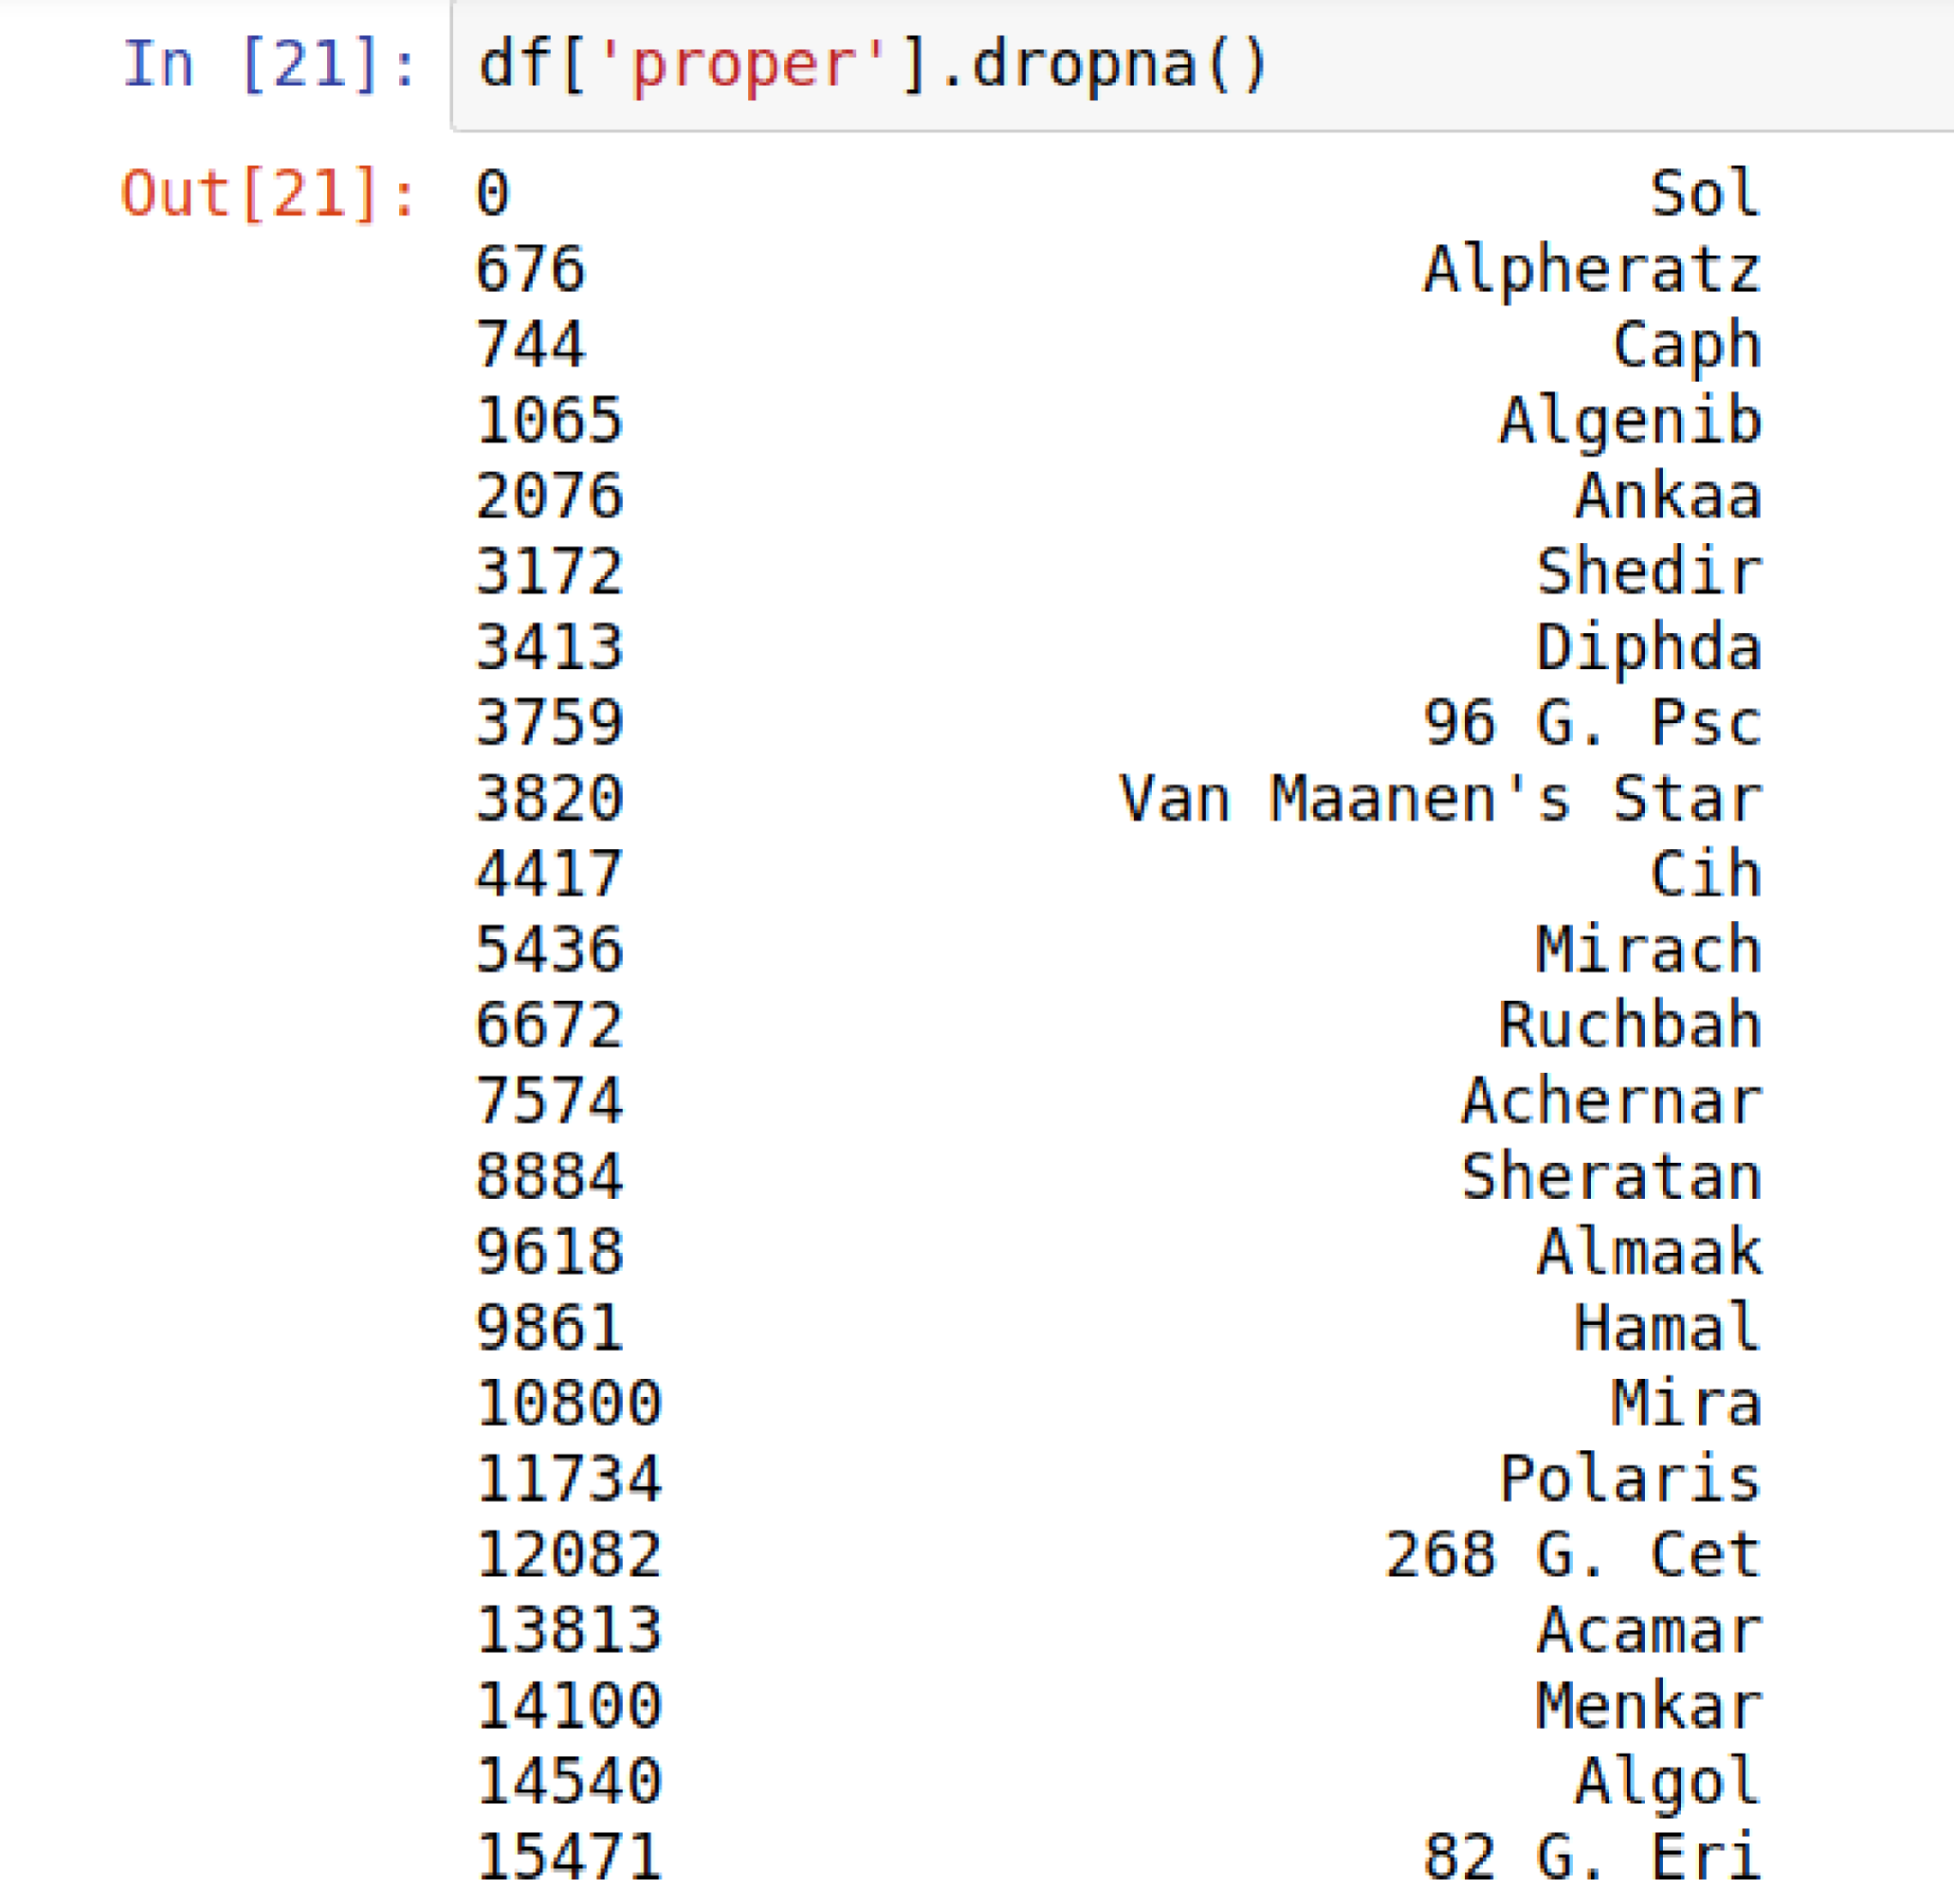 In [21]: df['proper'].dropna()
Out[21]: 0 Sol
676 Alpheratz
744 Caph
1065 Algenib
2076 Ankaa
3172 Shedir
3413 Diphda
3759 96 G. Psc
3820 Van Maanen's Star
4417 Cih
5436 Mirach
6672 Ruchbah
7574 Achernar
8884 Sheratan
9618 Almaak
9861 Hamal
10800 Mira
11734 Polaris
12082 268 G. Cet
13813 Acamar
14100 Menkar
14540 Algol
15471 82 G. Eri